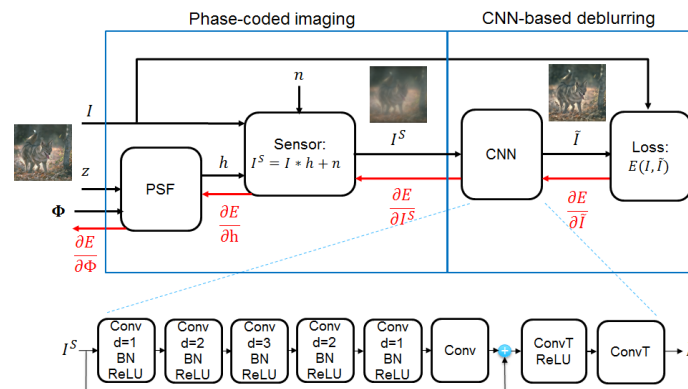 Phase-coded imaging
CNN-based deblurring
n
I
Sensor:
I^S = I * h + n
I^S
CNN
Ĩ
Loss:
E(I, Ĩ)
z
PSF
h
Φ
∂E/∂Φ
∂E/∂h
∂E/∂I^S
∂E/∂Ĩ
I^S
Conv
d=1
BN
ReLU
Conv
d=2
BN
ReLU
Conv
d=3
BN
ReLU
Conv
d=2
BN
ReLU
Conv
d=1
BN
ReLU
Conv
+
ConvT
ReLU
ConvT